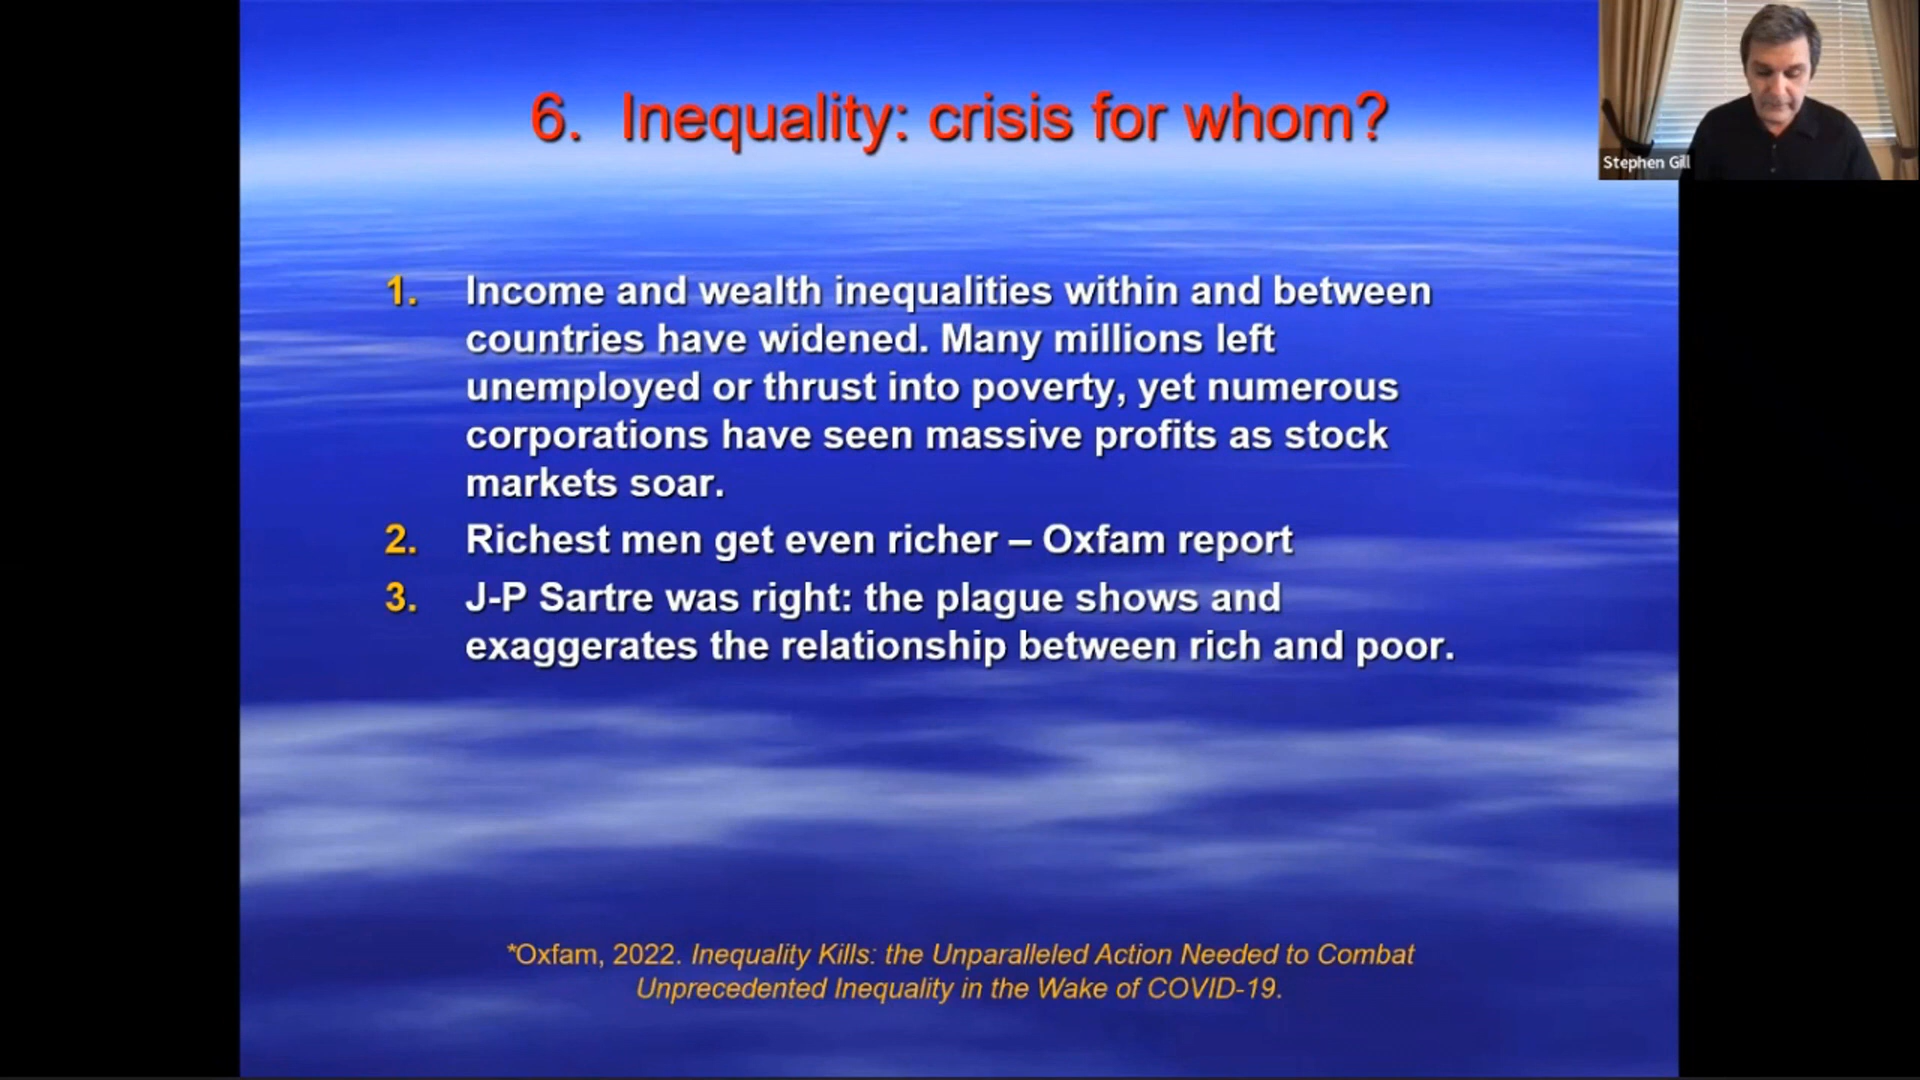 6. Inequality: crisis for whom?
Stephen Gill
1. Income and wealth inequalities within and between
countries have widened. Many millions left
unemployed or thrust into poverty, yet numerous
corporations have seen massive profits as stock
markets soar.
2. Richest men get even richer – Oxfam report
3. J-P Sartre was right: the plague shows and
exaggerates the relationship between rich and poor.
*Oxfam, 2022. Inequality Kills: the Unparalleled Action Needed to Combat
Unprecedented Inequality in the Wake of COVID-19.